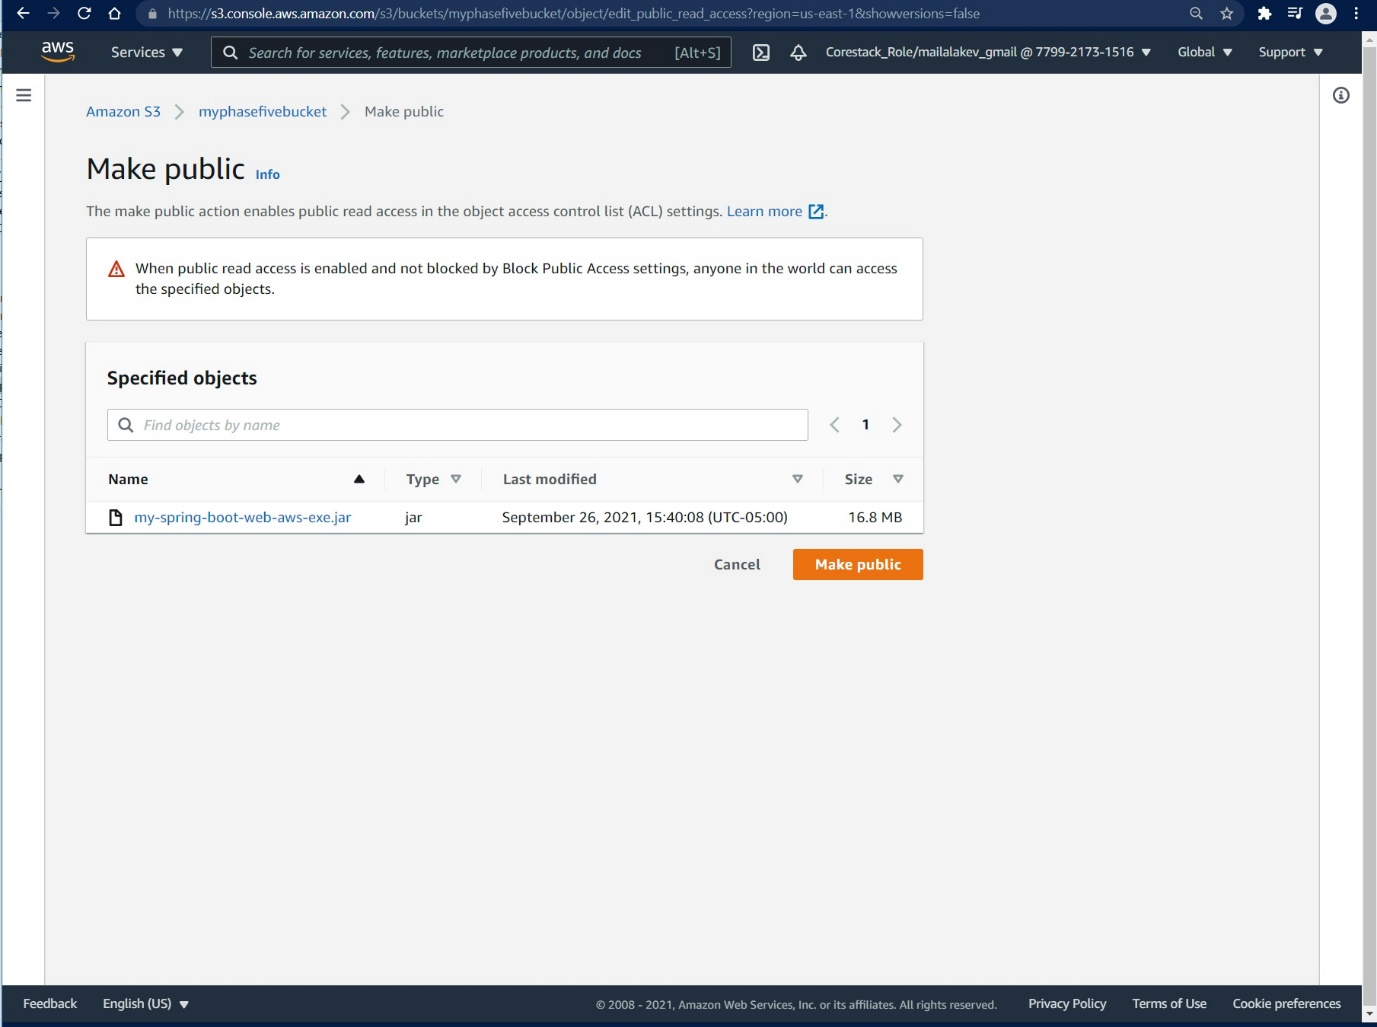 https://s3.console.aws.amazon.com/s3/buckets/myphasefivebucket/object/edit_public_read_access?region=us-east-1&showversions=false
aws Services Search for services, features, marketplace products, and docs [Alt+S] Corestack_Role/mailalakev_gmail @ 7799-2173-1516 Global Support
Amazon S3 myphasefivebucket Make public
Make public Info
The make public action enables public read access in the object access control list (ACL) settings. Learn more .
When public read access is enabled and not blocked by Block Public Access settings, anyone in the world can access
the specified objects.
Specified objects
Find objects by name 1
Name Type Last modified Size
my-spring-boot-web-aws-exe.jar jar September 26, 2021, 15:40:08 (UTC-05:00) 16.8 MB
Cancel Make public
Feedback English (US) © 2008 - 2021, Amazon Web Services, Inc. or its affiliates. All rights reserved. Privacy Policy Terms of Use Cookie preferences